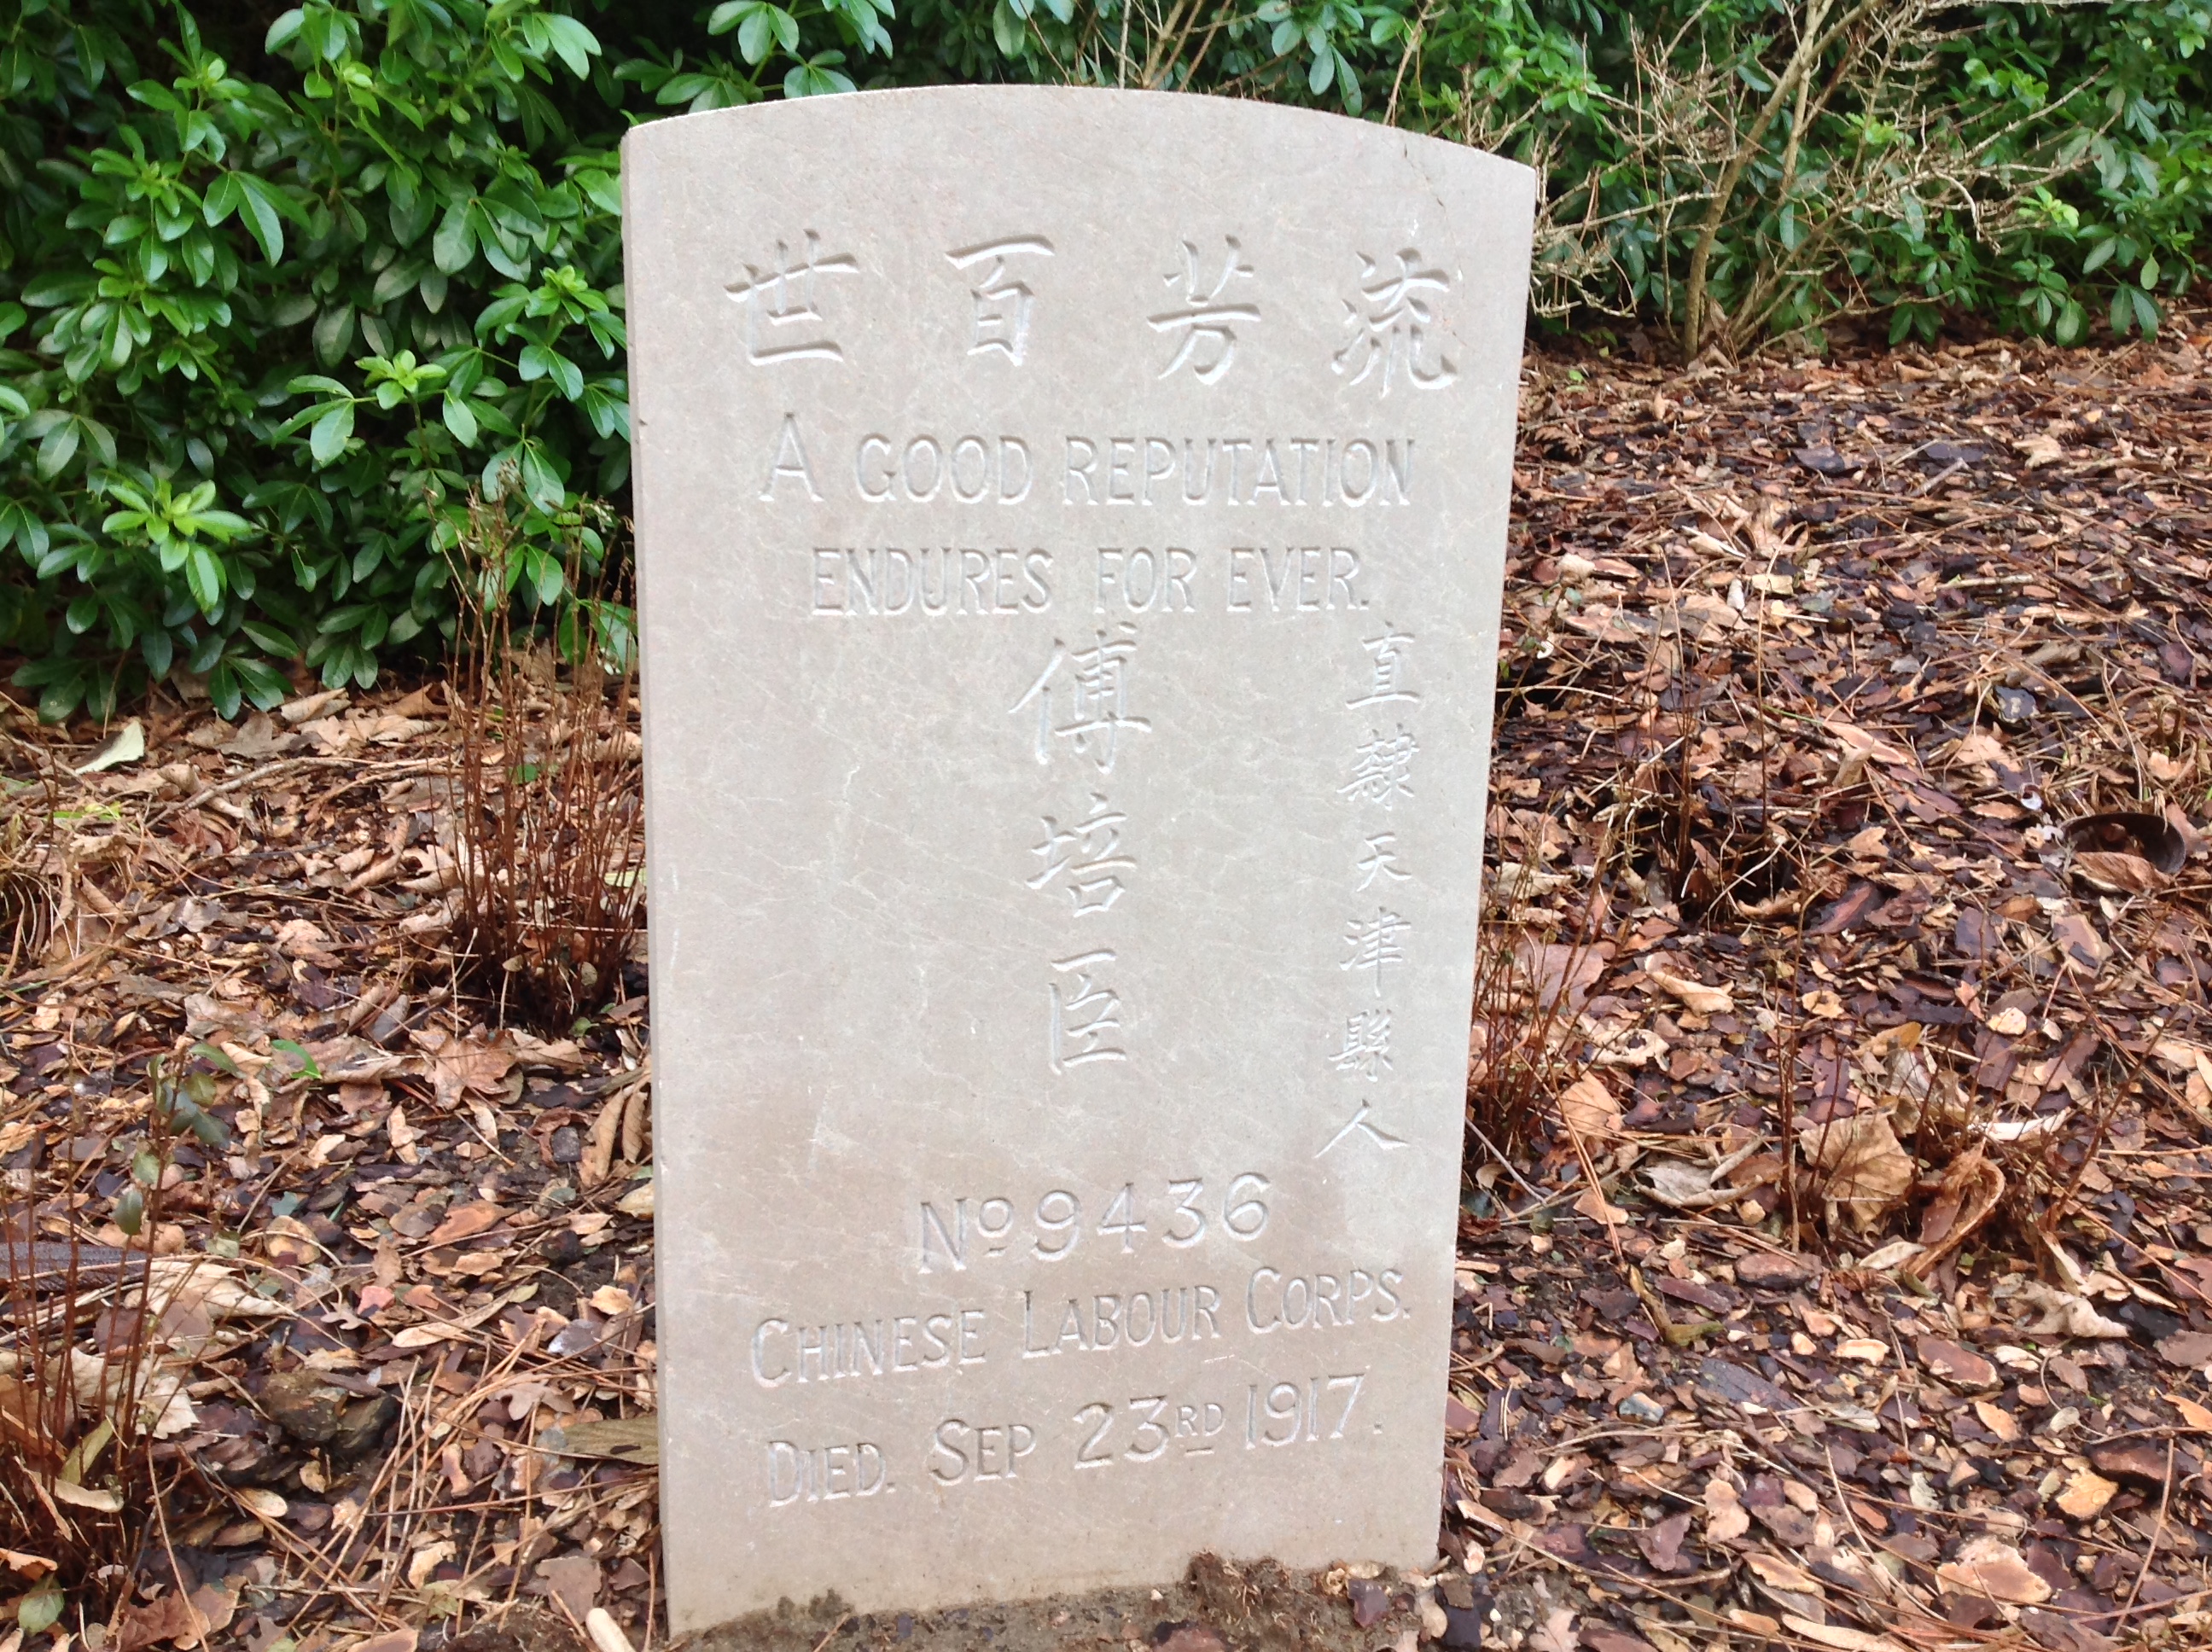 流芳百世
A GOOD REPUTATION
ENDURES FOR EVER.
直隸天津縣人
傅培臣
No 9436
CHINESE LABOUR CORPS.
DIED. SEP 23RD 1917.